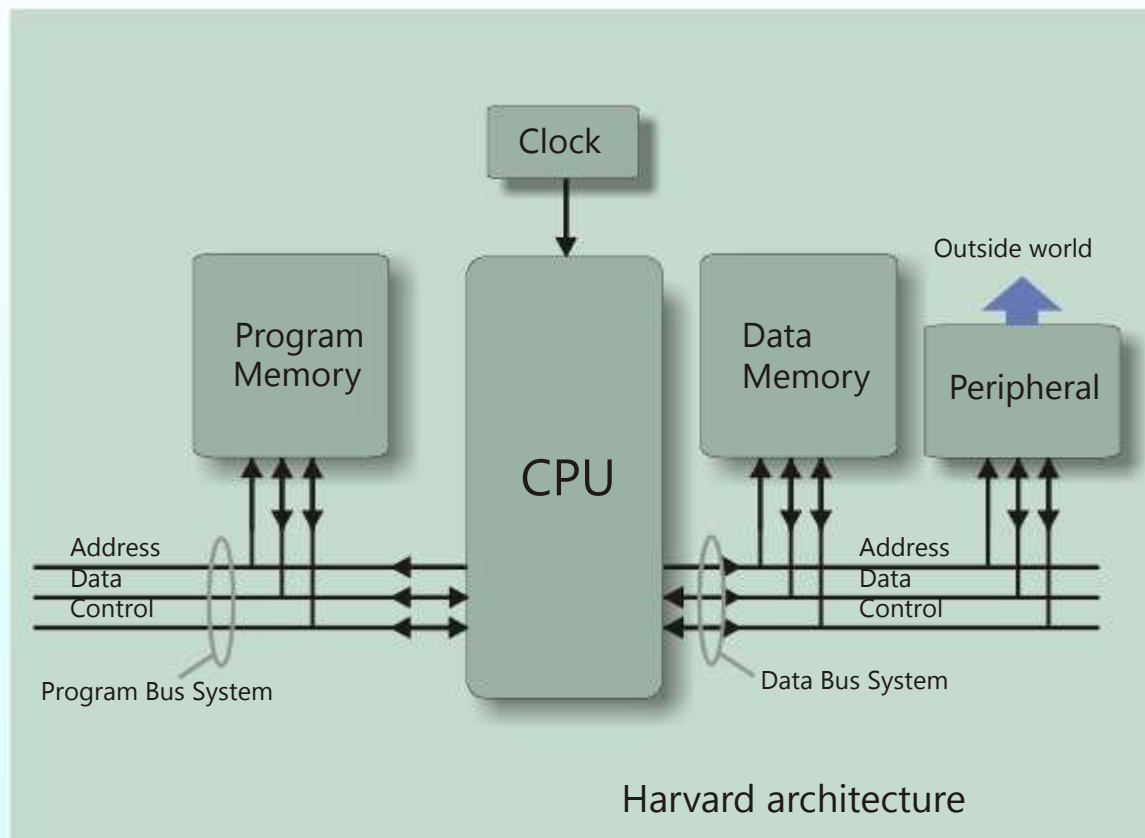 Clock
Outside world
Program
Memory
CPU
Data
Memory
Peripheral
Address
Data
Control
Address
Data
Control
Program Bus System
Data Bus System
Harvard architecture